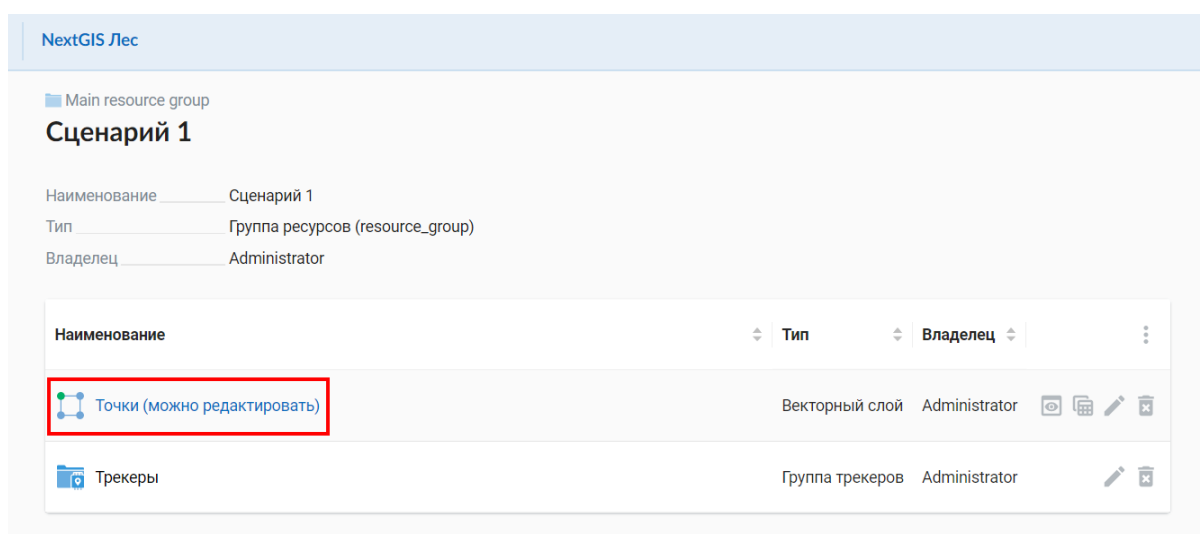 NextGIS Лес
Main resource group
Сценарий 1
Наименование Сценарий 1
Тип Группа ресурсов (resource_group)
Владелец Administrator
Наименование Тип Владелец
Точки (можно редактировать) Векторный слой Administrator
Трекеры Группа трекеров Administrator